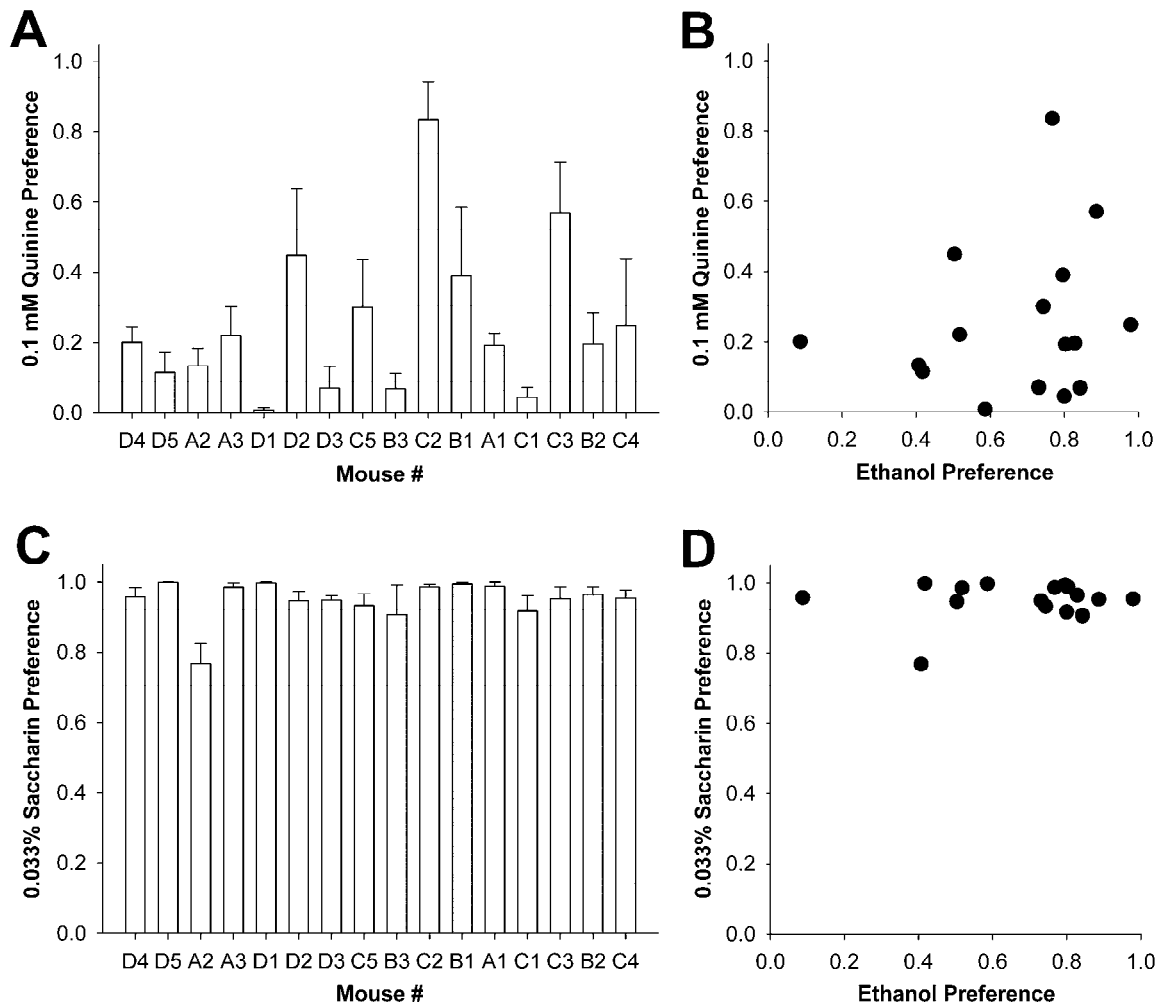 A
0.1 mM Quinine Preference
1.0
0.8
0.6
0.4
0.2
0.0
D4 D5 A2 A3 D1 D2 D3 C5 B3 C2 B1 A1 C1 C3 B2 C4
Mouse #
B
0.1 mM Quinine Preference
1.0
0.8
0.6
0.4
0.2
0.0
0.0 0.2 0.4 0.6 0.8 1.0
Ethanol Preference
C
0.033% Saccharin Preference
1.0
0.8
0.6
0.4
0.2
0.0
D4 D5 A2 A3 D1 D2 D3 C5 B3 C2 B1 A1 C1 C3 B2 C4
Mouse #
D
0.033% Saccharin Preference
1.0
0.8
0.6
0.4
0.2
0.0
0.0 0.2 0.4 0.6 0.8 1.0
Ethanol Preference